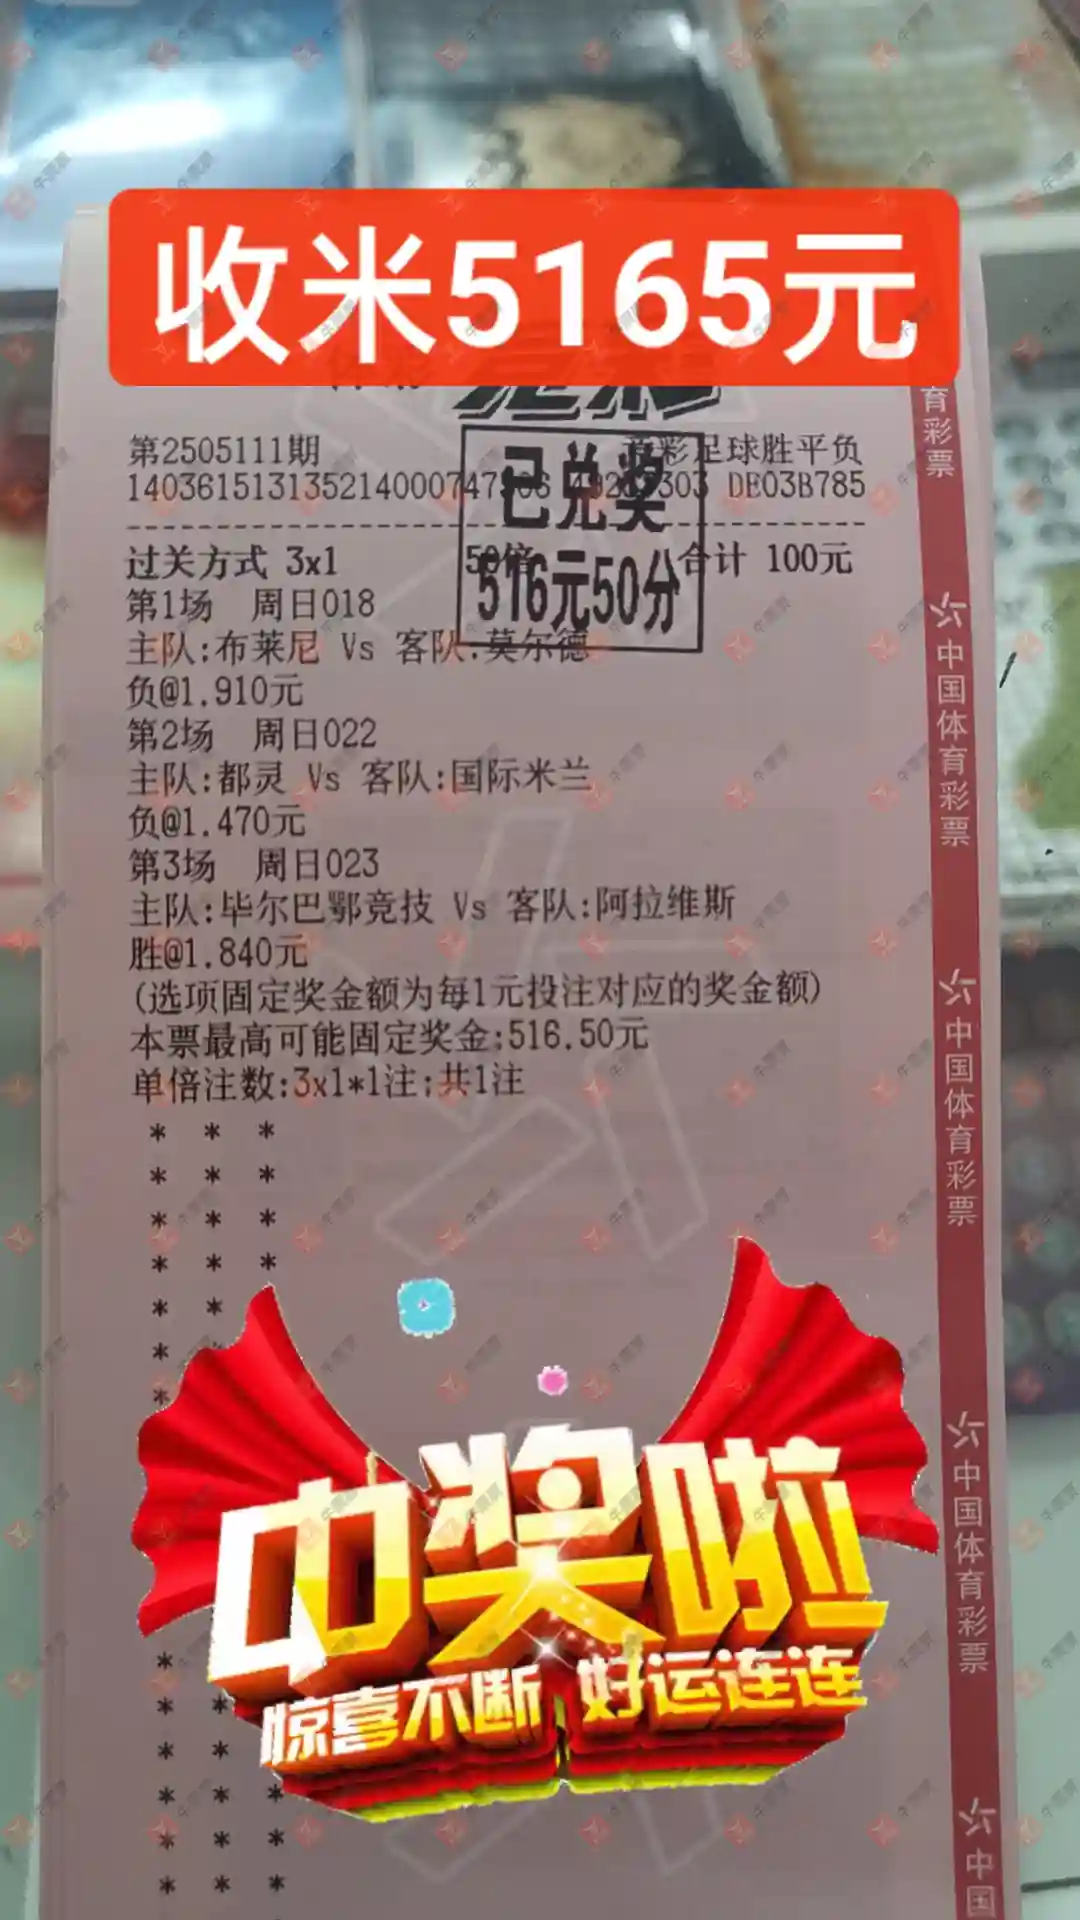 收米5165元
第2505111期
竞彩足球胜平负
DE03B785
已兑奖
516元50分
过关方式 3x1
50倍
合计 100元
第1场 周日018
主队:布莱尼 Vs 客队:莫尔德
负@1.910元
第2场 周日022
主队:都灵 Vs 客队:国际米兰
负@1.470元
第3场 周日023
主队:毕尔巴鄂竞技 Vs 客队:阿拉维斯
胜@1.840元
(选项固定奖金额为每1元投注对应的奖金额)
本票最高可能固定奖金:516.50元
单倍注数:3x1*1注;共1注
* * *
* * *
* * *
* * *
* *
*
*
中奖啦
惊喜不断 好运连连
*
* *
* *
* * *
* * *
* * *
育彩票
中国体育彩票
中国体育彩票
中国体育彩票
中国